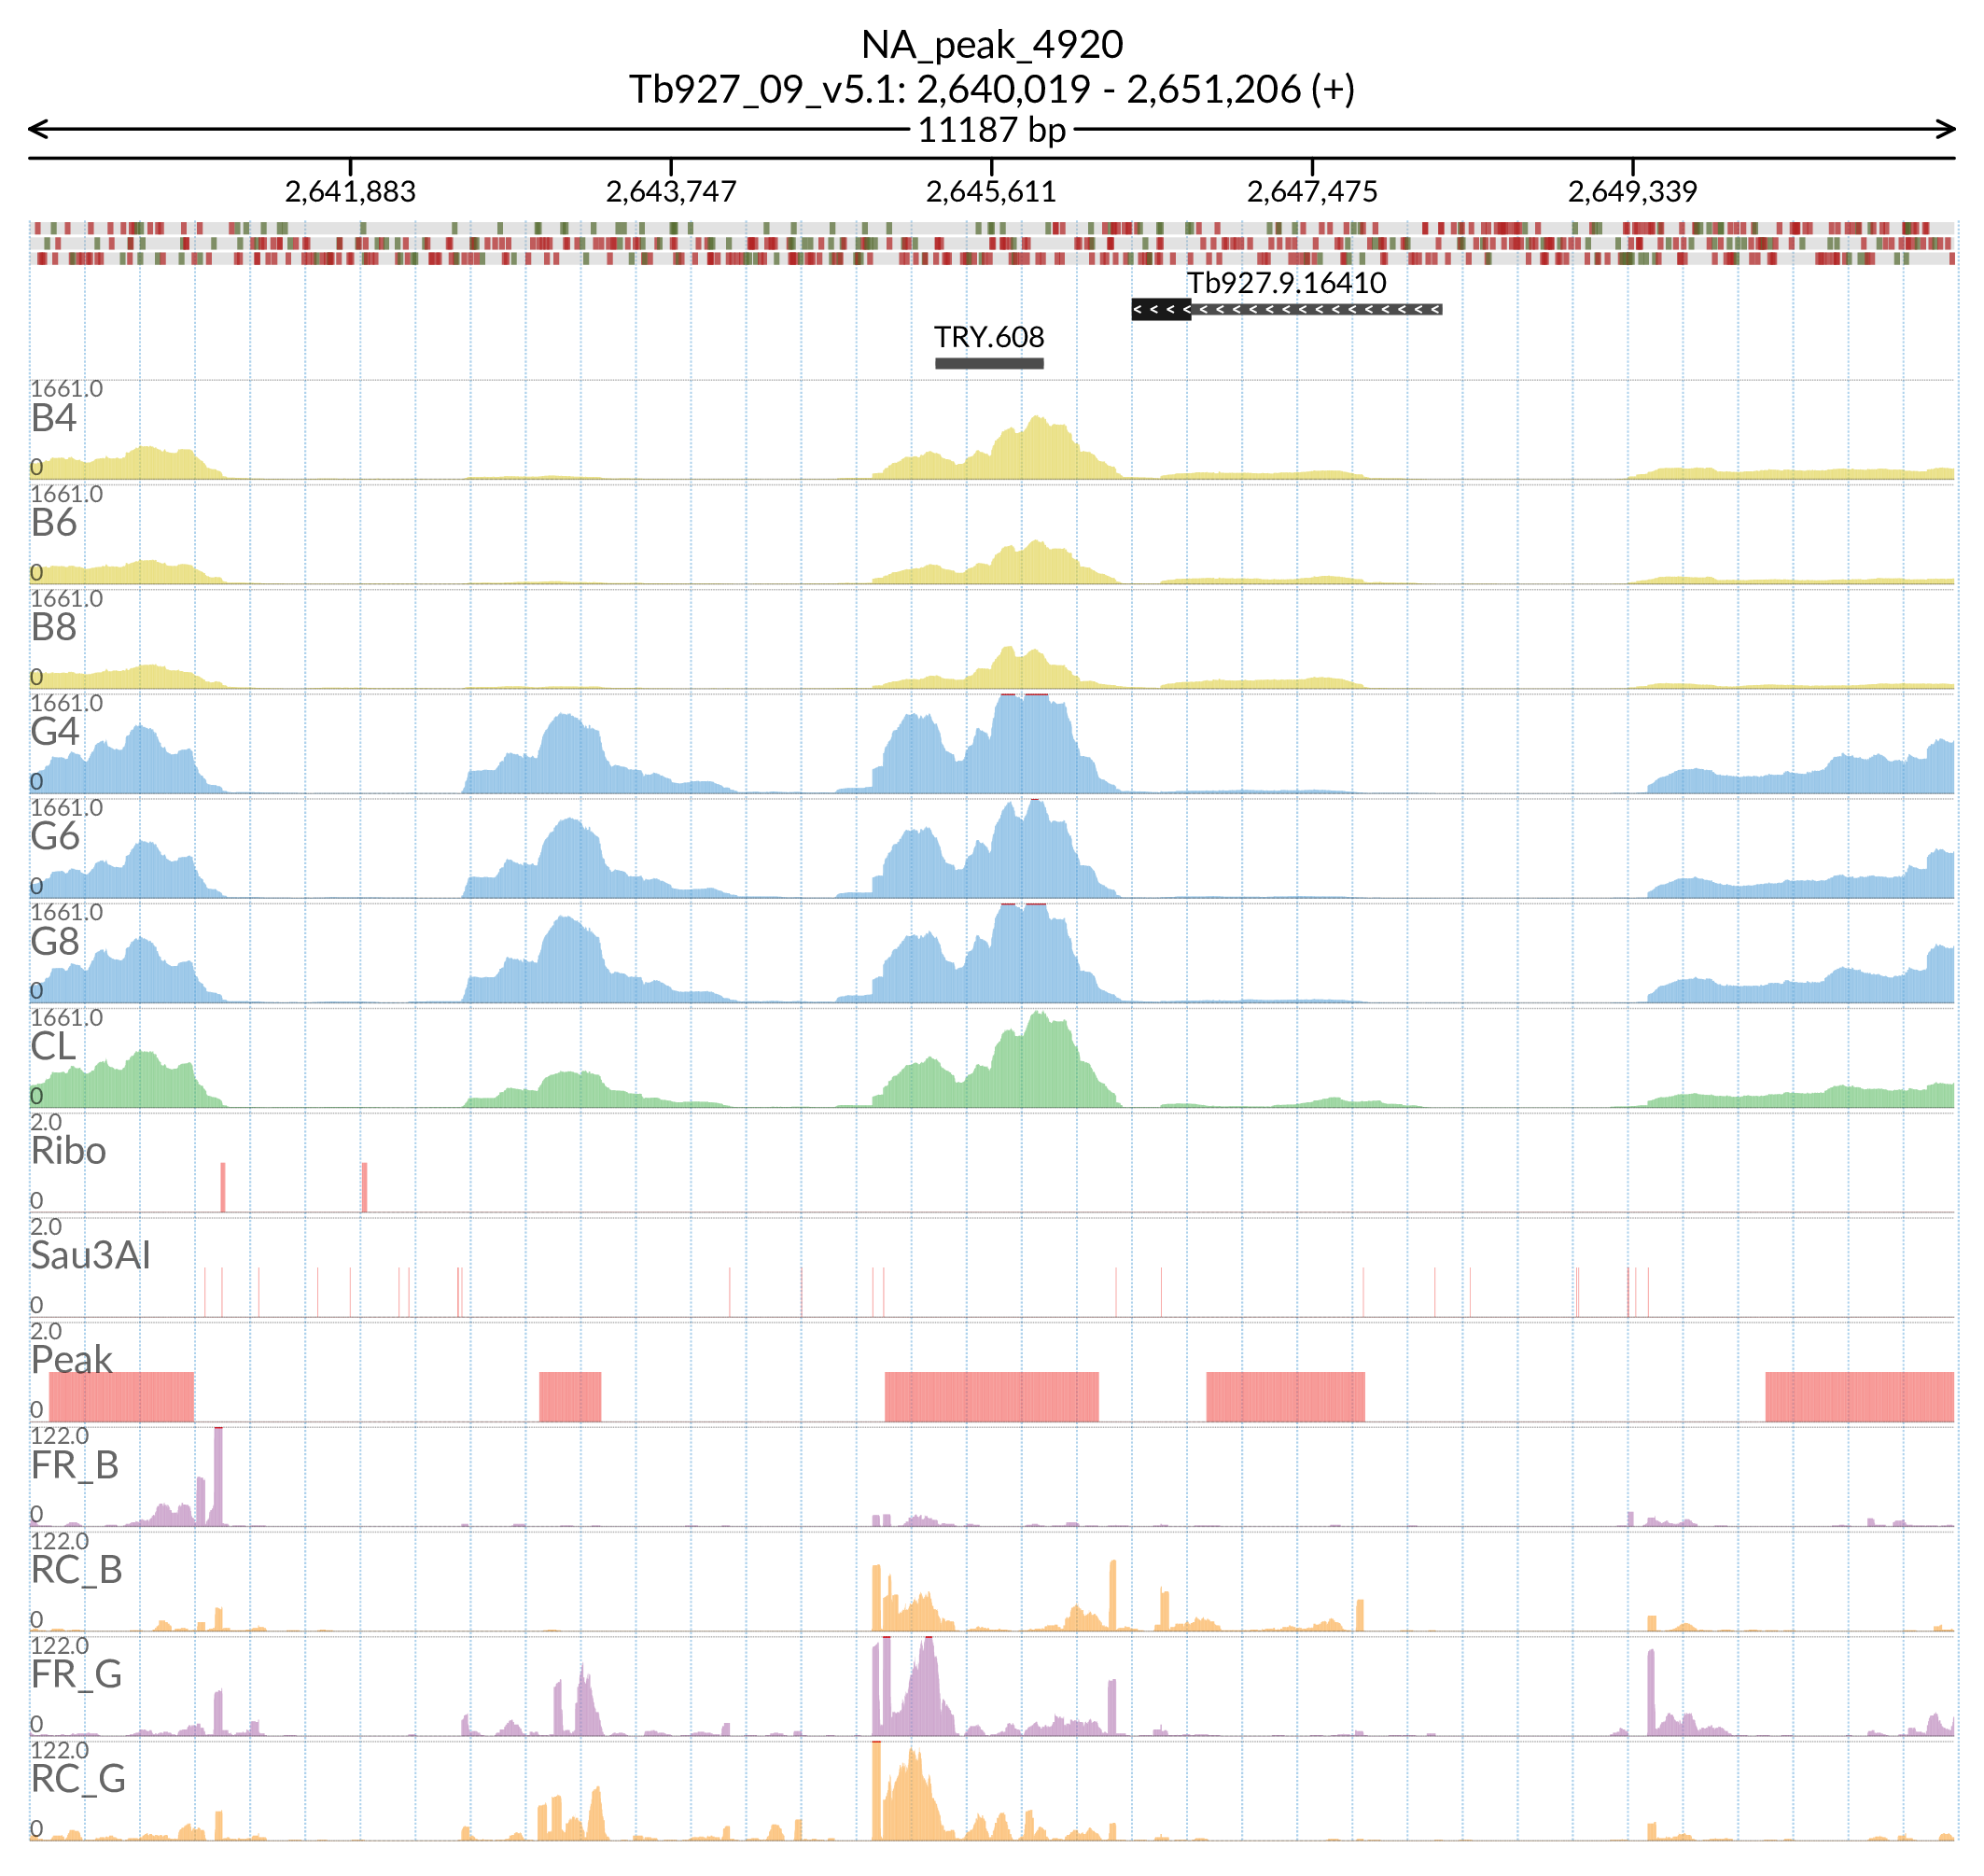 NA_peak_4920
Tb927_09_v5.1: 2,640,019 - 2,651,206 (+)
11187 bp
2,641,883 2,643,747 2,645,611 2,647,475 2,649,339
Tb927.9.16410
TRY.608
1661.0
B4
0
1661.0
B6
0
1661.0
B8
0
1661.0
G4
0
1661.0
G6
0
1661.0
G8
0
1661.0
CL
0
2.0
Ribo
0
2.0
Sau3AI
0
2.0
Peak
0
122.0
FR_B
0
122.0
RC_B
0
122.0
FR_G
0
122.0
RC_G
0